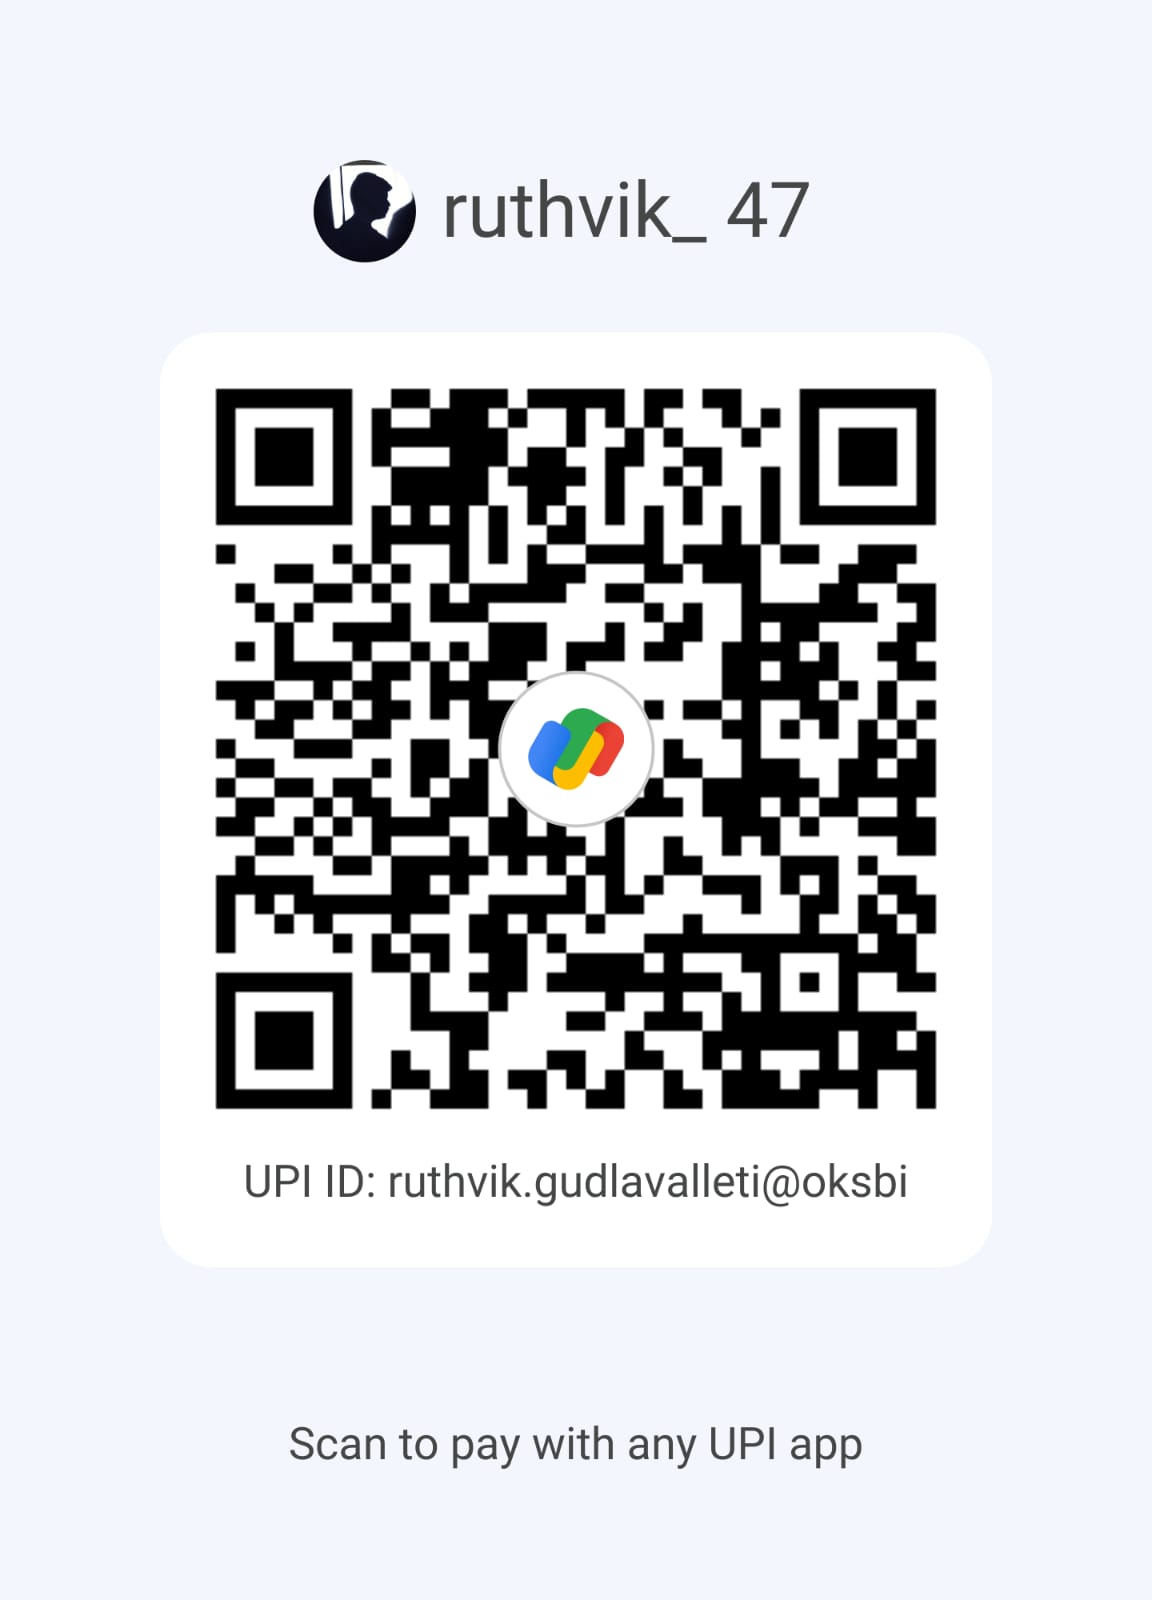 ruthvik_ 47
UPI ID: ruthvik.gudlavalleti@oksbi
Scan to pay with any UPI app